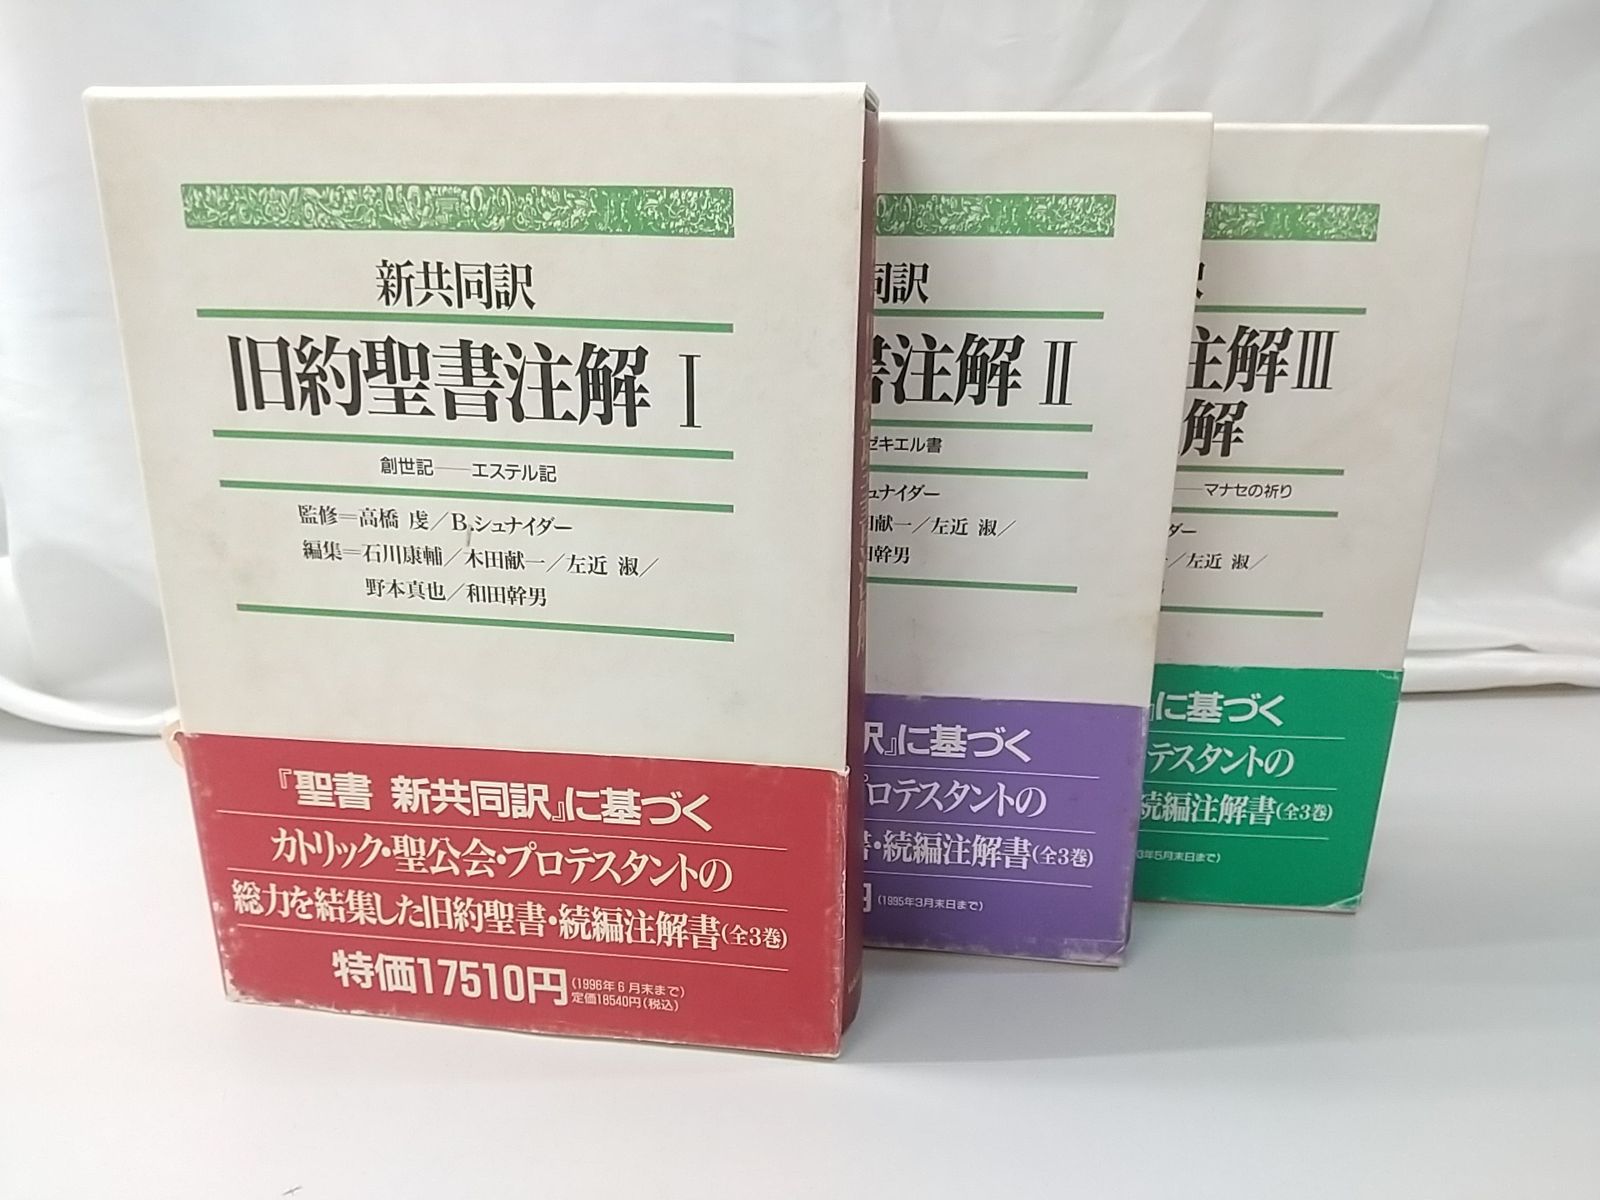 新共同訳
旧約聖書注解 I
創世記――エステル記
監修=高橋 虔/B.シュナイダー
編集=石川康輔/木田献一/左近 淑/
野本真也/和田幹男
『聖書 新共同訳』に基づく
カトリック・聖公会・プロテスタントの
総力を結集した旧約聖書・続編注解書(全3巻)
特価17510円(1996年6月末まで)
定価18540円(税込)
同訳
書注解 II
ゼキエル書
ュナイダー
田献一/左近 淑/
田幹男
訳』に基づく
プロテスタントの
書・続編注解書(全3巻)
円(1995年3月末日まで)
訳
注解III
解
――マナセの祈り
ダー
/左近 淑/
』に基づく
テスタントの
続編注解書(全3巻)
3年5月末日まで)